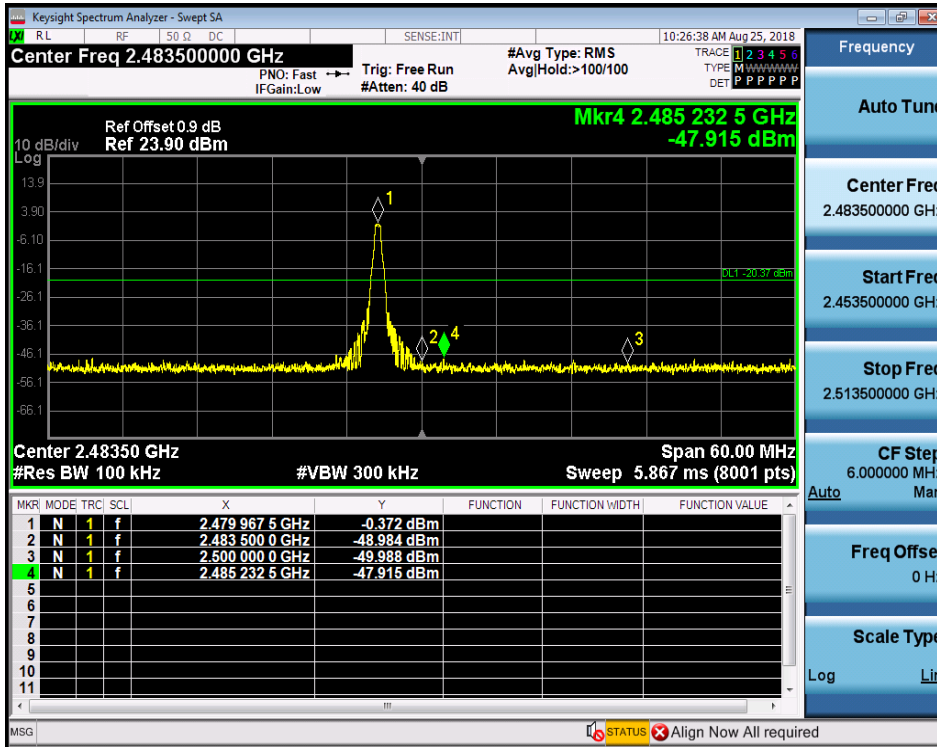 Keysight Spectrum Analyzer - Swept SA
LXI RL RF 50 Ω DC SENSE:INT 10:26:38 AM Aug 25, 2018
Center Freq 2.483500000 GHz
PNO: Fast
IFGain:Low
Trig: Free Run
#Atten: 40 dB
#Avg Type: RMS
Avg|Hold:>100/100
TRACE 1 2 3 4 5 6
TYPE M WWWWW
DET P P P P P P
Mkr4 2.485 232 5 GHz
-47.915 dBm
Ref Offset 0.9 dB
10 dB/div Ref 23.90 dBm
Log
13.9
3.90
-6.10
-16.1
-26.1
-36.1
-46.1
-56.1
-66.1
1
2
4
3
DL1 -20.37 dBm
Center 2.48350 GHz Span 60.00 MHz
#Res BW 100 kHz #VBW 300 kHz Sweep 5.867 ms (8001 pts)
MKR MODE TRC SCL X Y FUNCTION FUNCTION WIDTH FUNCTION VALUE
1 N 1 f 2.479 967 5 GHz -0.372 dBm
2 N 1 f 2.483 500 0 GHz -48.984 dBm
3 N 1 f 2.500 000 0 GHz -49.988 dBm
4 N 1 f 2.485 232 5 GHz -47.915 dBm
5
6
7
8
9
10
11
MSG STATUS Align Now All required
Frequency
Auto Tune
Center Freq
2.483500000 GHz
Start Freq
2.453500000 GHz
Stop Freq
2.513500000 GHz
CF Step
6.000000 MHz
Auto Man
Freq Offset
0 Hz
Scale Type
Log Lin